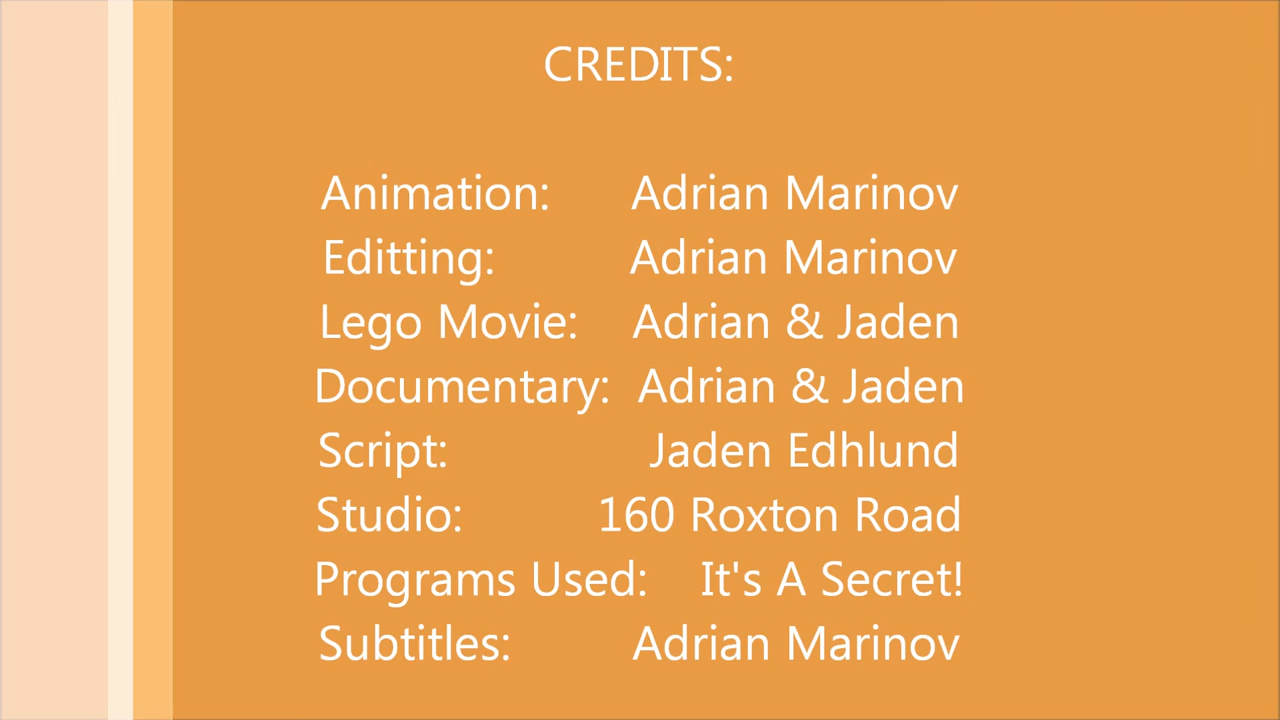 CREDITS:
Animation: Adrian Marinov
Editting: Adrian Marinov
Lego Movie: Adrian & Jaden
Documentary: Adrian & Jaden
Script: Jaden Edhlund
Studio: 160 Roxton Road
Programs Used: It's A Secret!
Subtitles: Adrian Marinov